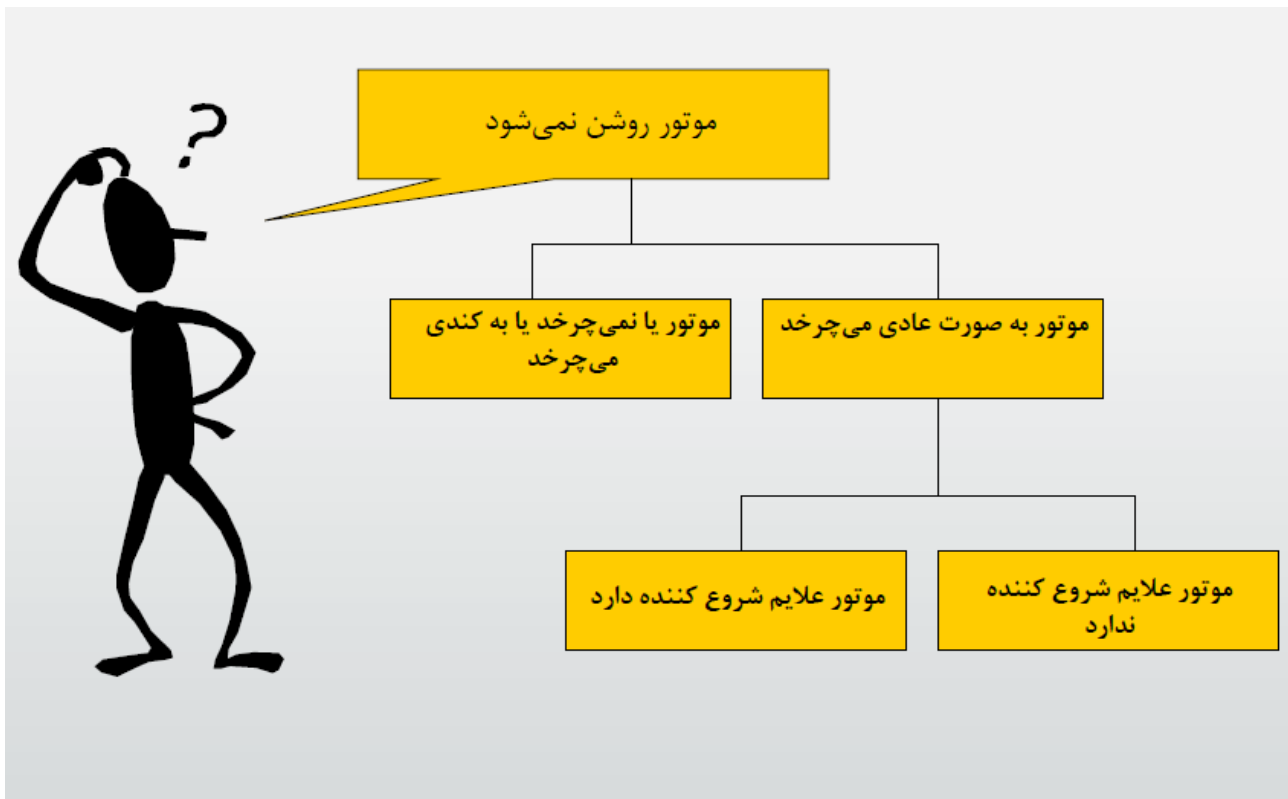 ?
موتور روشن نمی‌شود
موتور به صورت عادی می‌چرخد
موتور یا نمی‌چرخد یا به کندی
می‌چرخد
موتور علایم شروع کننده
ندارد
موتور علایم شروع کننده دارد